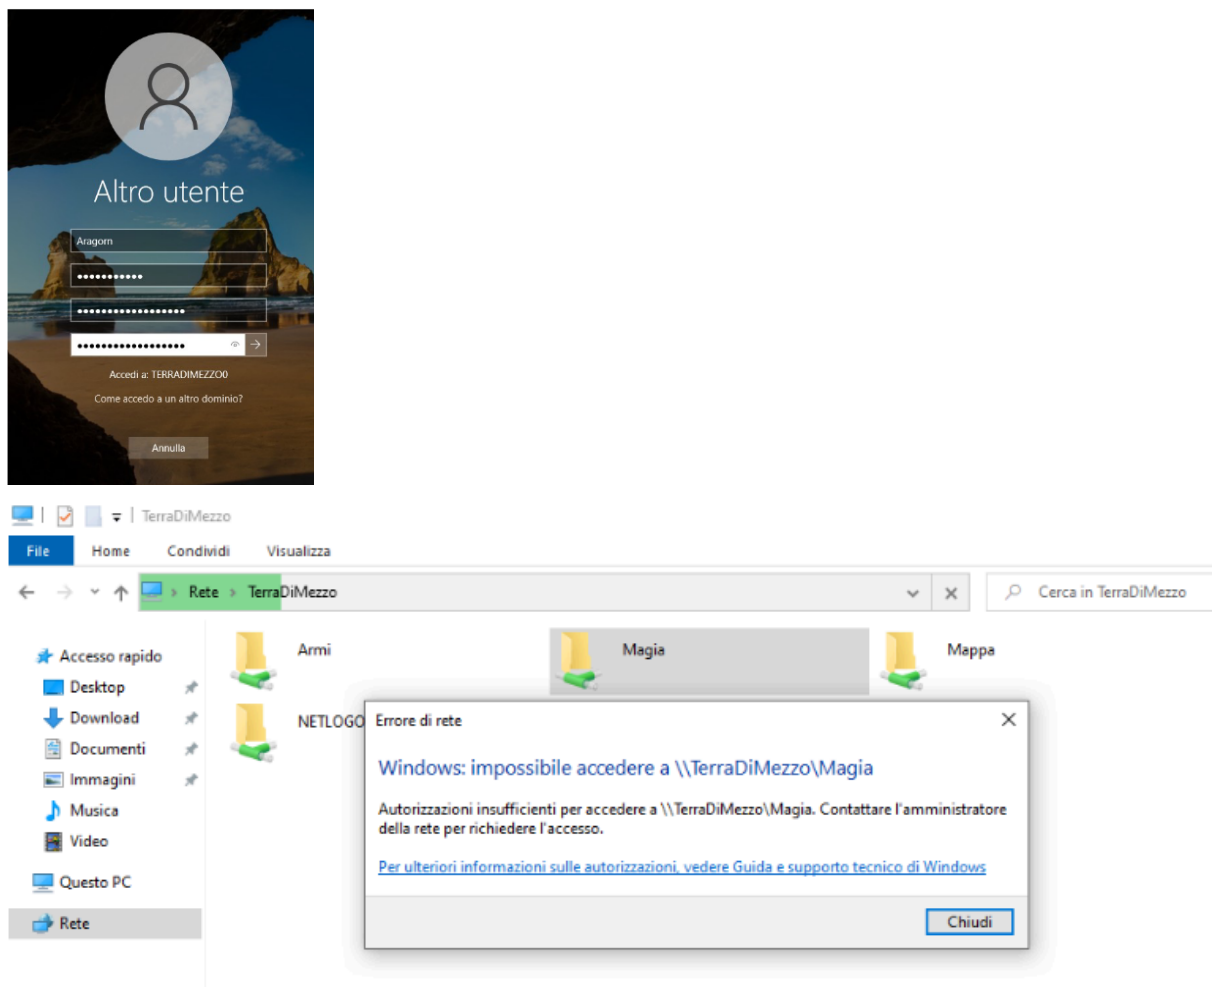 Altro utente
Aragorn
Accedi a: TERRADIMEZZO0
Come accedo a un altro dominio?
Annulla
TerraDiMezzo
File Home Condividi Visualizza
Rete > TerraDiMezzo
Cerca in TerraDiMezzo
Accesso rapido
Desktop
Download
Documenti
Immagini
Musica
Video
Questo PC
Rete
Armi
Magia
Mappa
NETLOGO
Errore di rete
Windows: impossibile accedere a \\TerraDiMezzo\Magia
Autorizzazioni insufficienti per accedere a \\TerraDiMezzo\Magia. Contattare l'amministratore
della rete per richiedere l'accesso.
Per ulteriori informazioni sulle autorizzazioni, vedere Guida e supporto tecnico di Windows
Chiudi